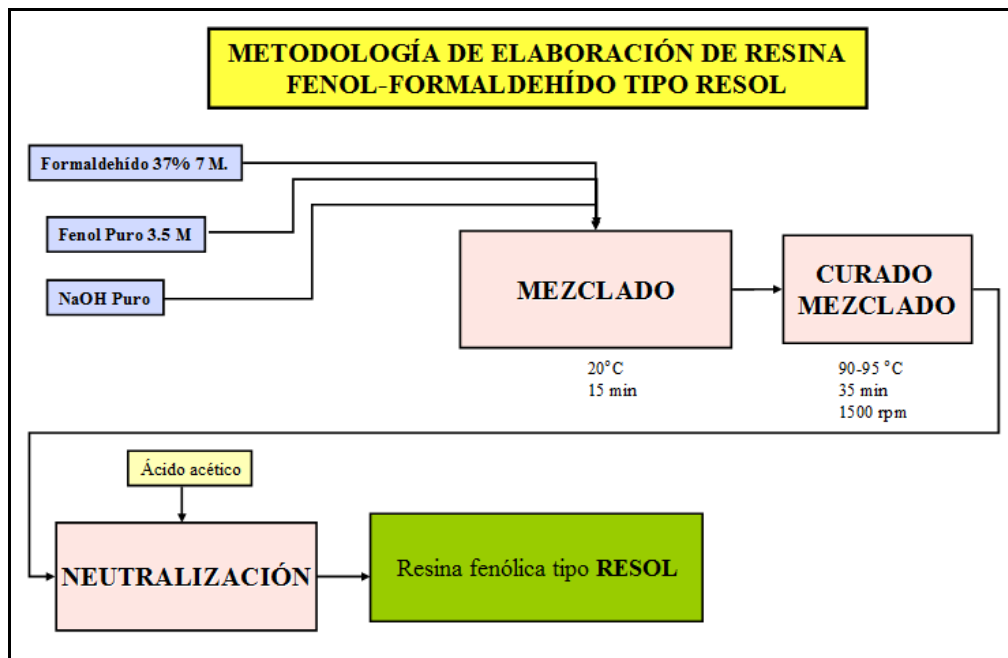 METODOLOGÍA DE ELABORACIÓN DE RESINA
FENOL-FORMALDEHÍDO TIPO RESOL
Formaldehído 37% 7 M.
Fenol Puro 3.5 M
NaOH Puro
MEZCLADO
20°C
15 min
CURADO
MEZCLADO
90-95 °C
35 min
1500 rpm
Ácido acético
NEUTRALIZACIÓN
Resina fenólica tipo RESOL